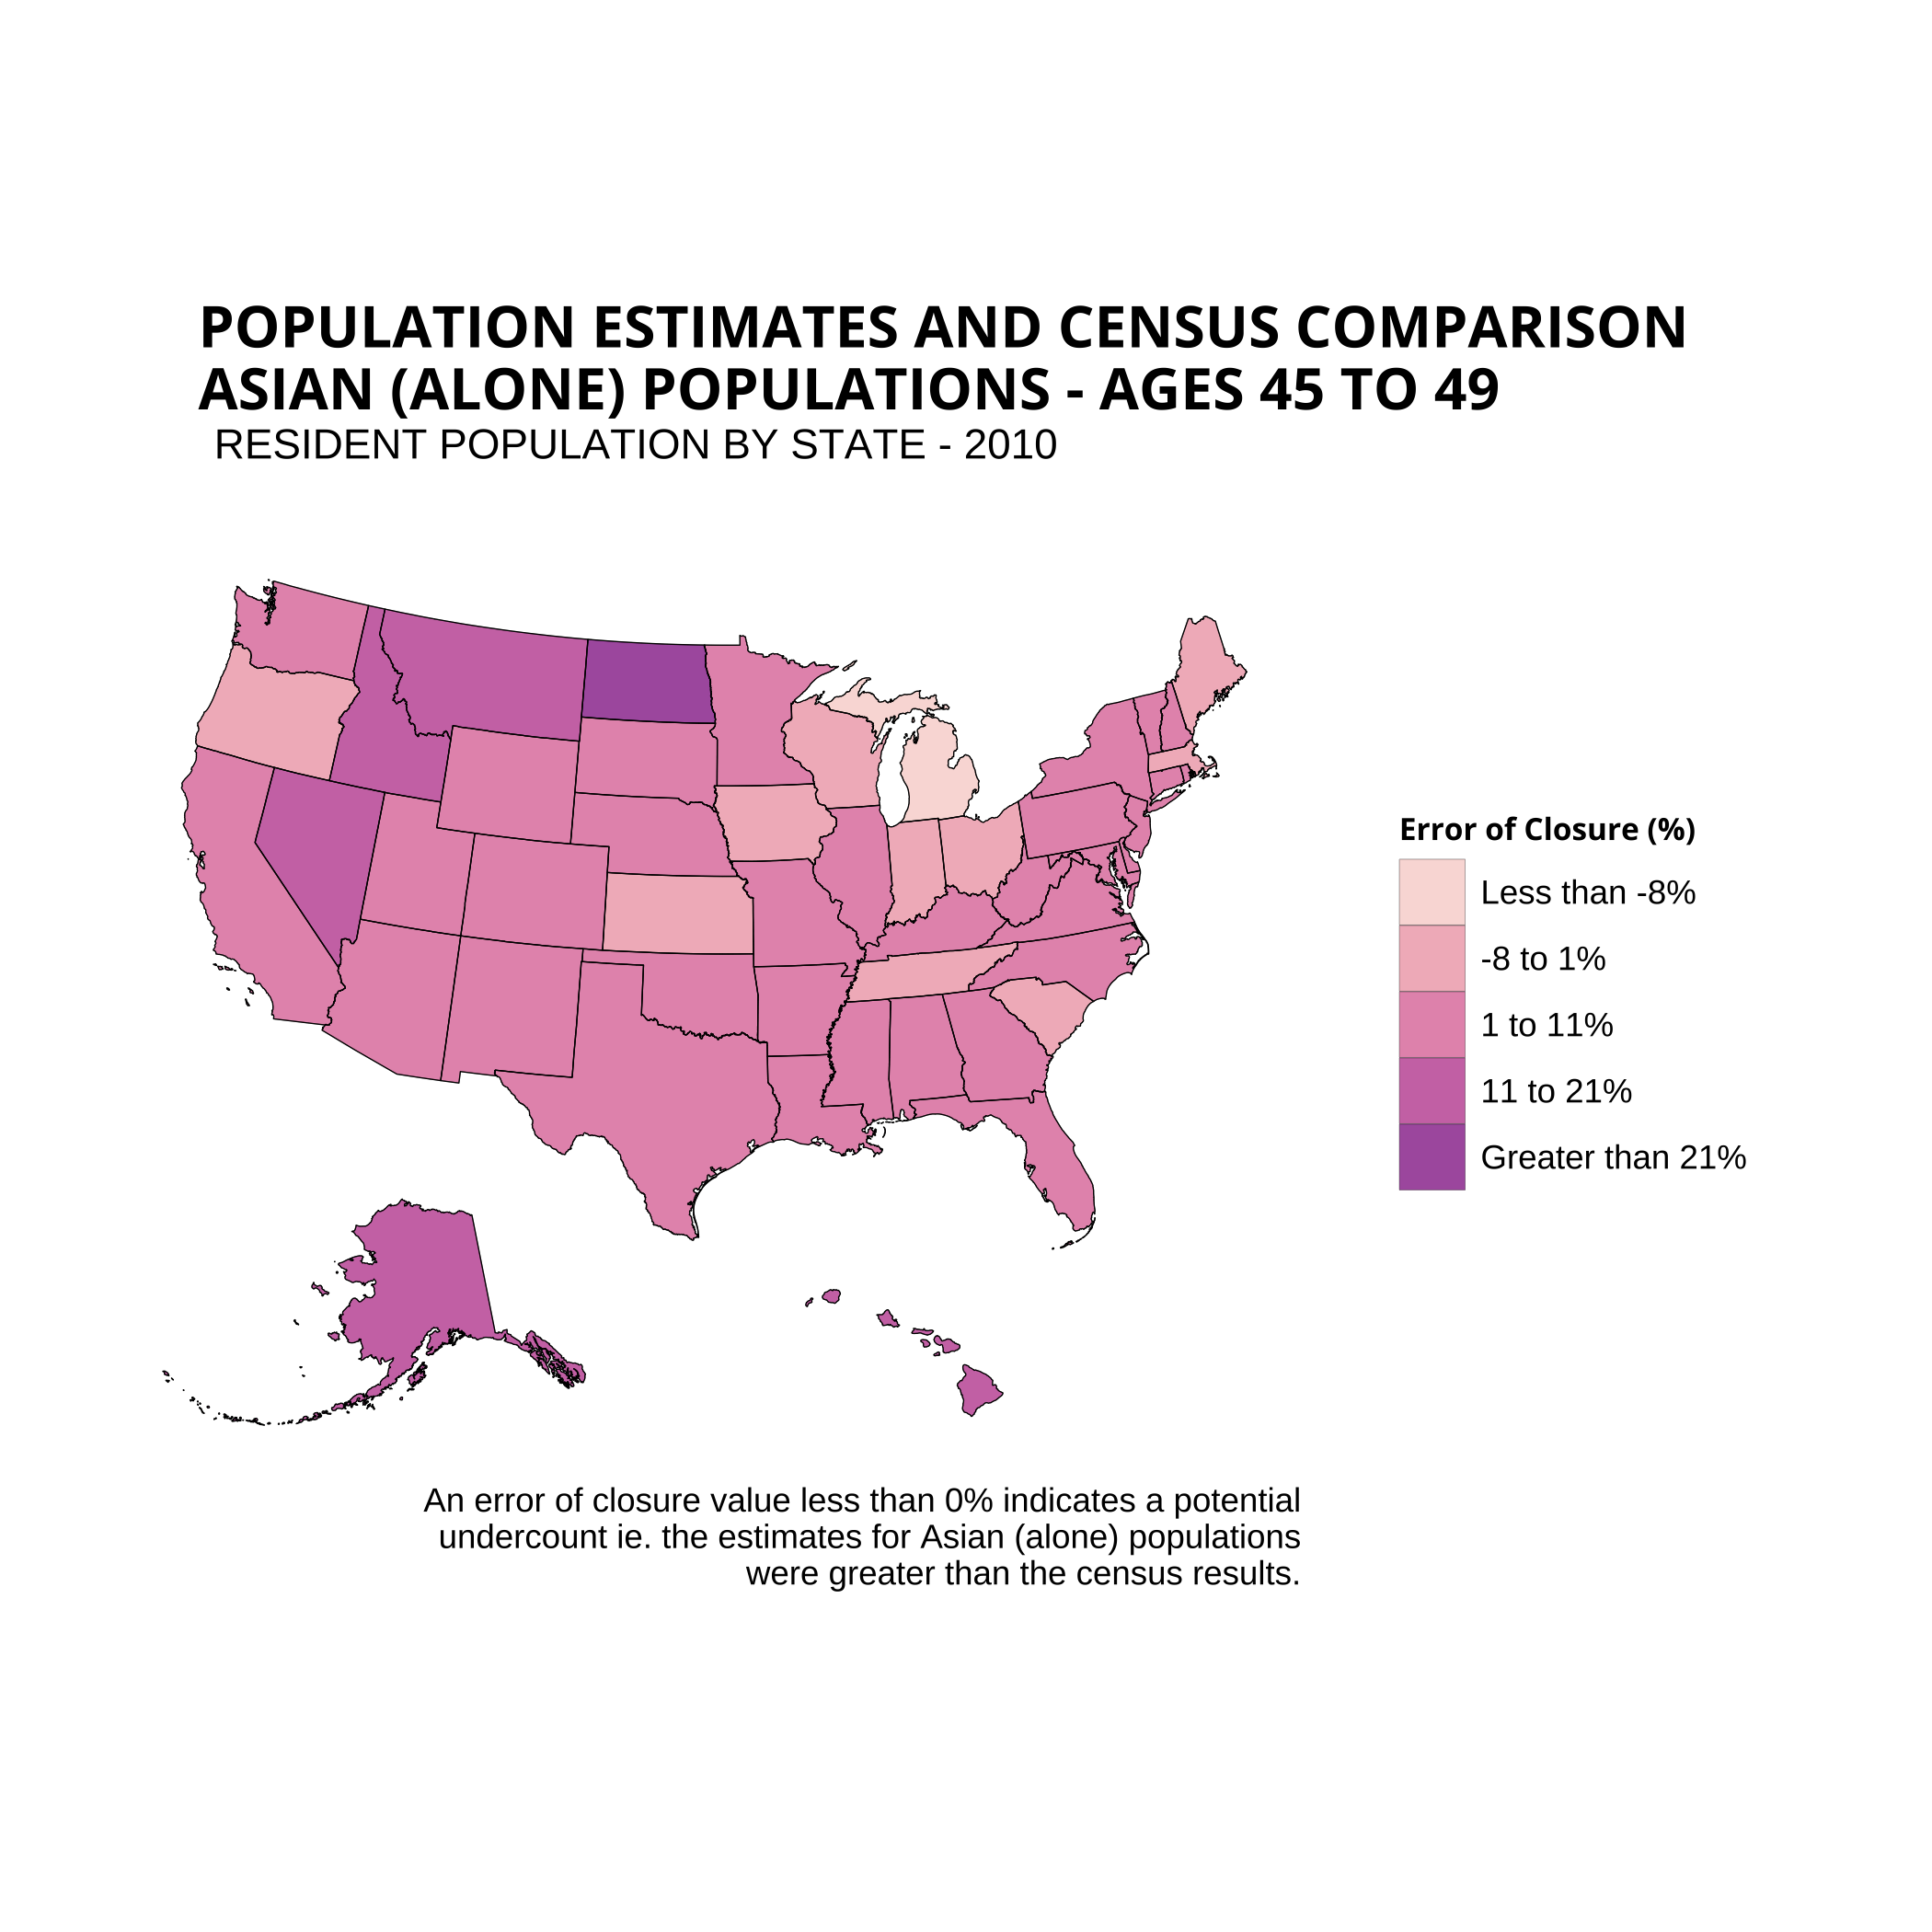 POPULATION ESTIMATES AND CENSUS COMPARISON
ASIAN (ALONE) POPULATIONS - AGES 45 TO 49
RESIDENT POPULATION BY STATE - 2010
Error of Closure (%)
Less than -8%
-8 to 1%
1 to 11%
11 to 21%
Greater than 21%
An error of closure value less than 0% indicates a potential
undercount ie. the estimates for Asian (alone) populations
were greater than the census results.